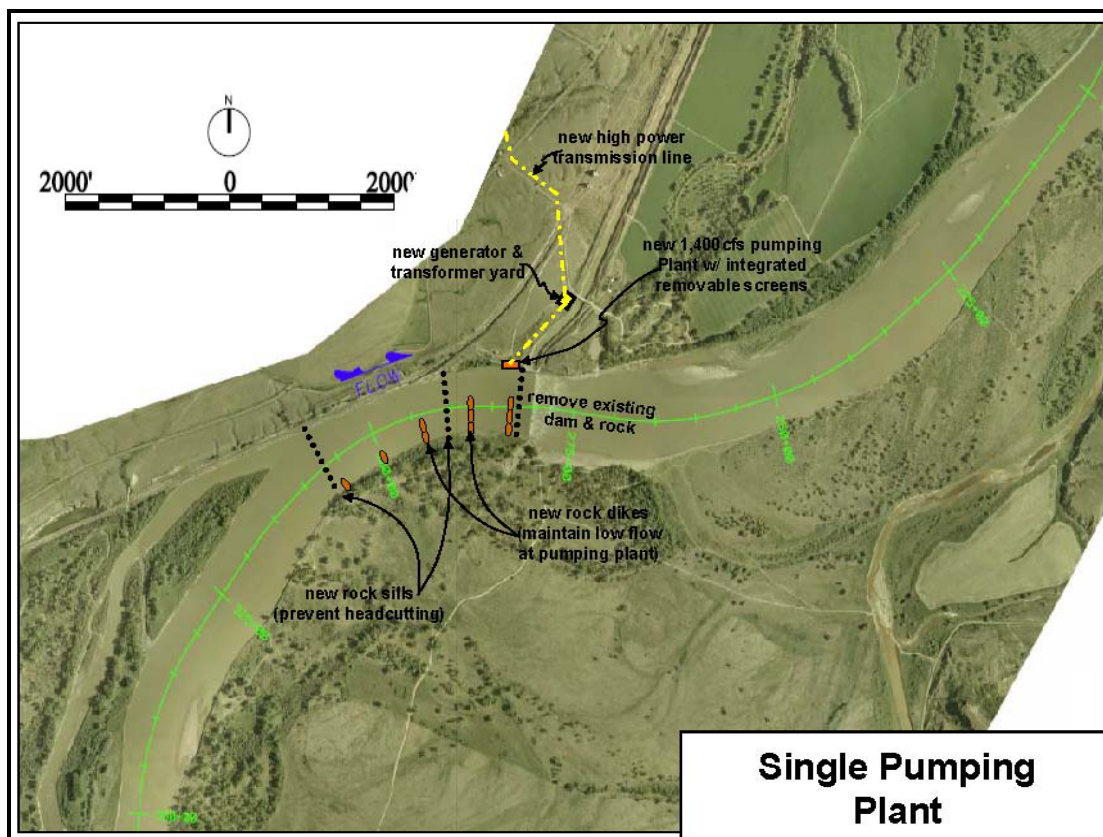 N
2000' 0 2000'
new high power
transmission line
new generator &
transformer yard
new 1,400 cfs pumping
Plant w/ integrated
removable screens
FLOW
remove existing
dam & rock
new rock dikes
(maintain low flow
at pumping plant)
new rock sills
(prevent headcutting)
Single Pumping
Plant